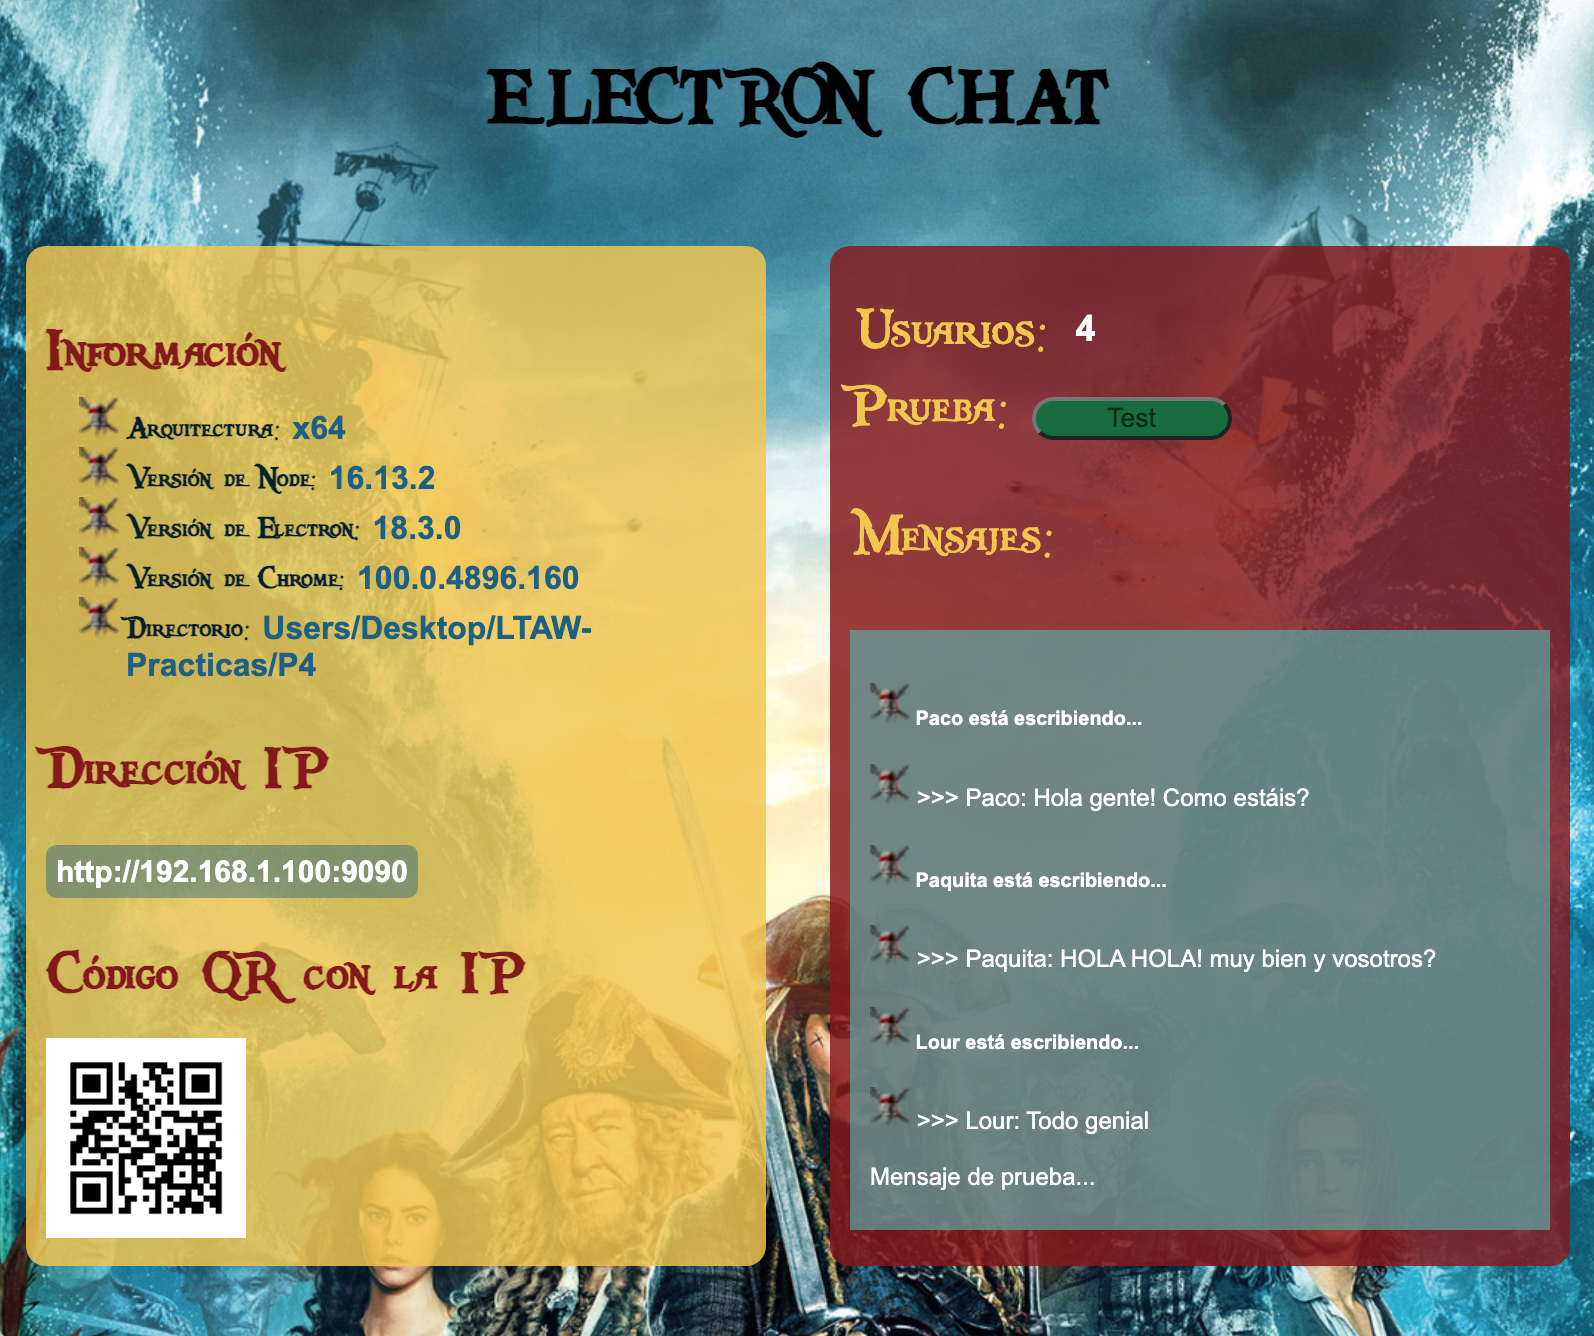 ELECTRON CHAT
Información
Arquitectura: x64
Versión de Node: 16.13.2
Versión de Electron: 18.3.0
Versión de Chrome: 100.0.4896.160
Directorio: Users/Desktop/LTAW-
Practicas/P4
Dirección IP
http://192.168.1.100:9090
Código QR con la IP
Usuarios: 4
Prueba: Test
Mensajes:
Paco está escribiendo...
>>> Paco: Hola gente! Como estáis?
Paquita está escribiendo...
>>> Paquita: HOLA HOLA! muy bien y vosotros?
Lour está escribiendo...
>>> Lour: Todo genial
Mensaje de prueba...